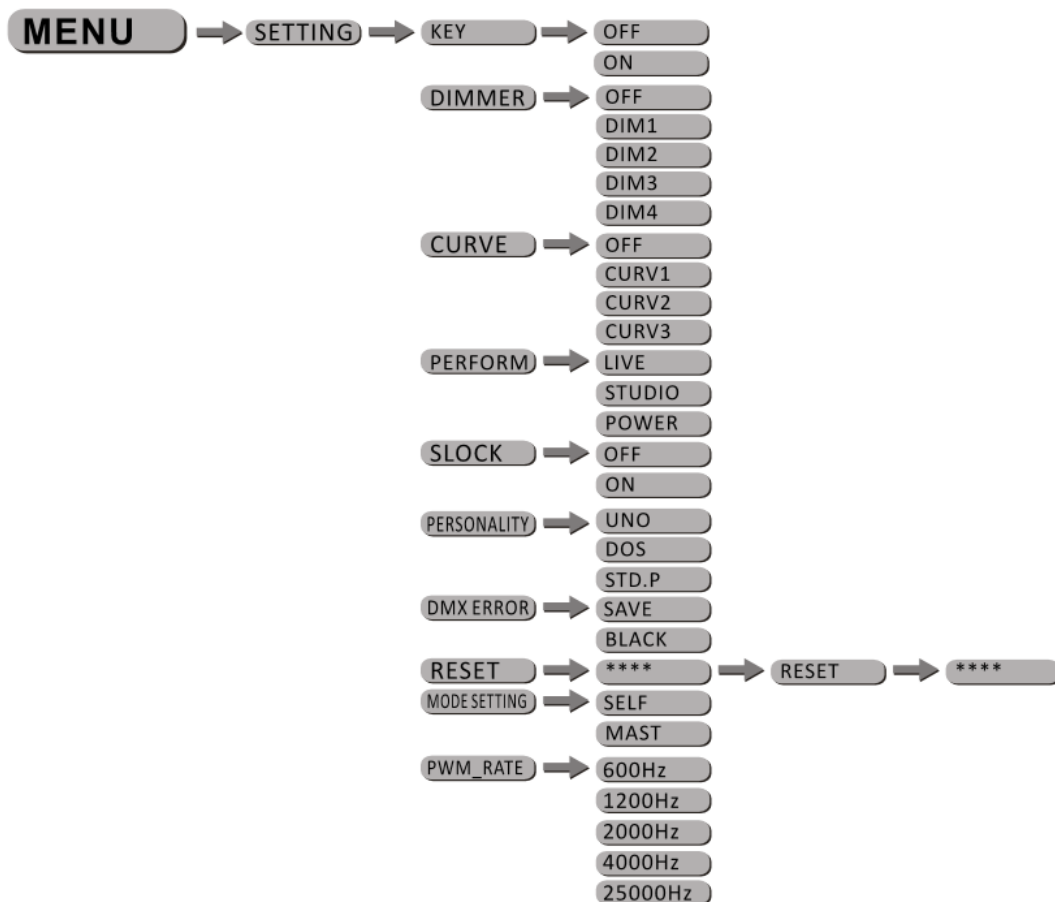 MENU SETTING KEY OFF
ON
DIMMER OFF
DIM1
DIM2
DIM3
DIM4
CURVE OFF
CURV1
CURV2
CURV3
PERFORM LIVE
STUDIO
POWER
SLOCK OFF
ON
PERSONALITY UNO
DOS
STD.P
DMX ERROR SAVE
BLACK
RESET **** RESET ****
MODE SETTING SELF
MAST
PWM_RATE 600Hz
1200Hz
2000Hz
4000Hz
25000Hz